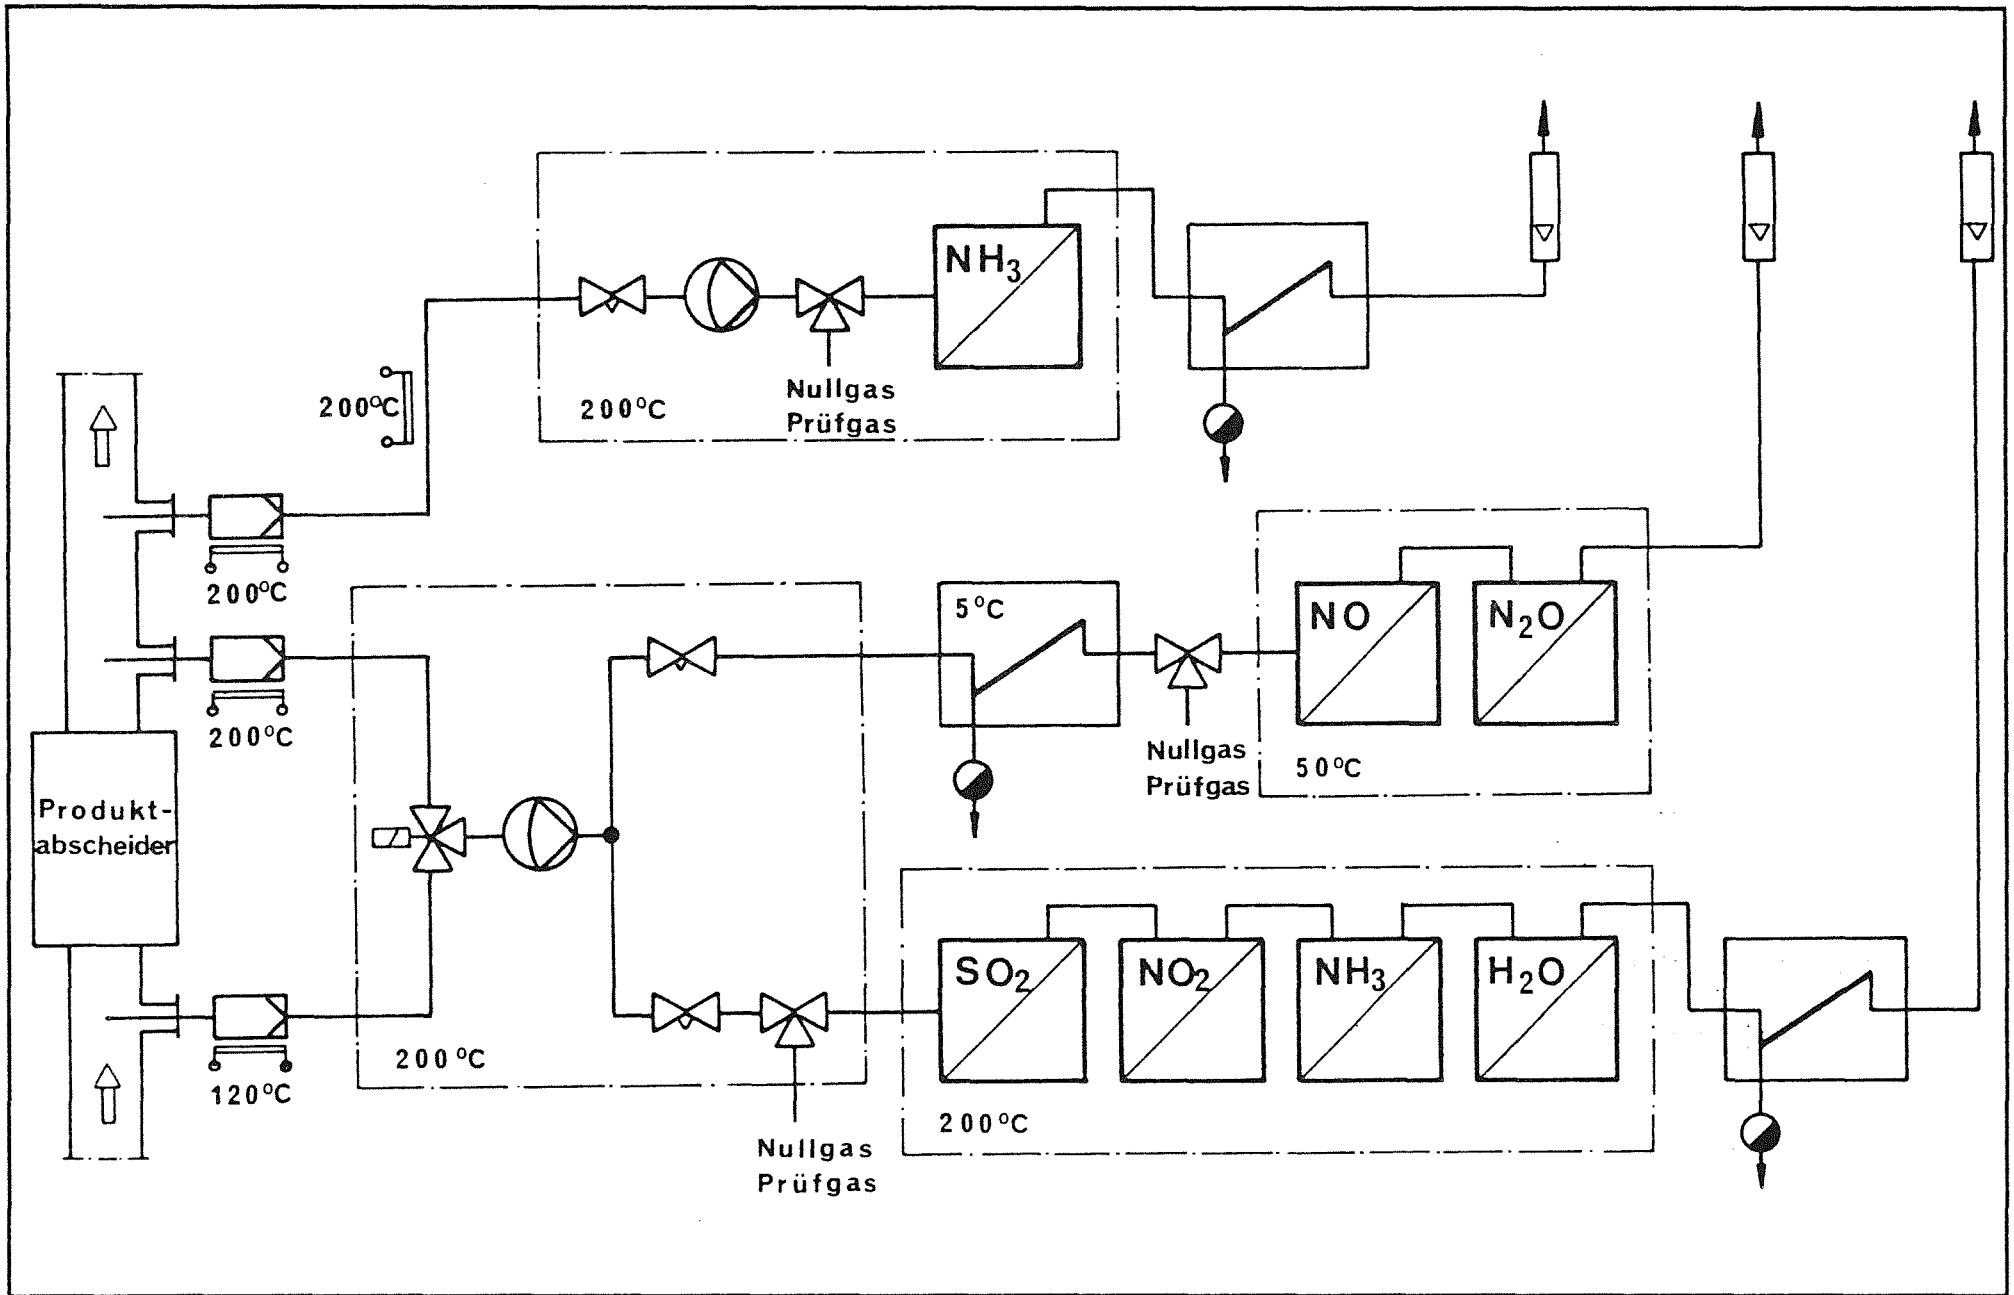 NH₃
200°C
Nullgas
Prüfgas
200°C
200°C
5°C
NO
N₂O
200°C
Nullgas
Prüfgas
50°C
Produkt-
abscheider
SO₂
NO₂
NH₃
H₂O
200°C
120°C
200°C
Nullgas
Prüfgas